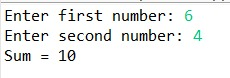 Enter first number: 6
Enter second number: 4
Sum = 10